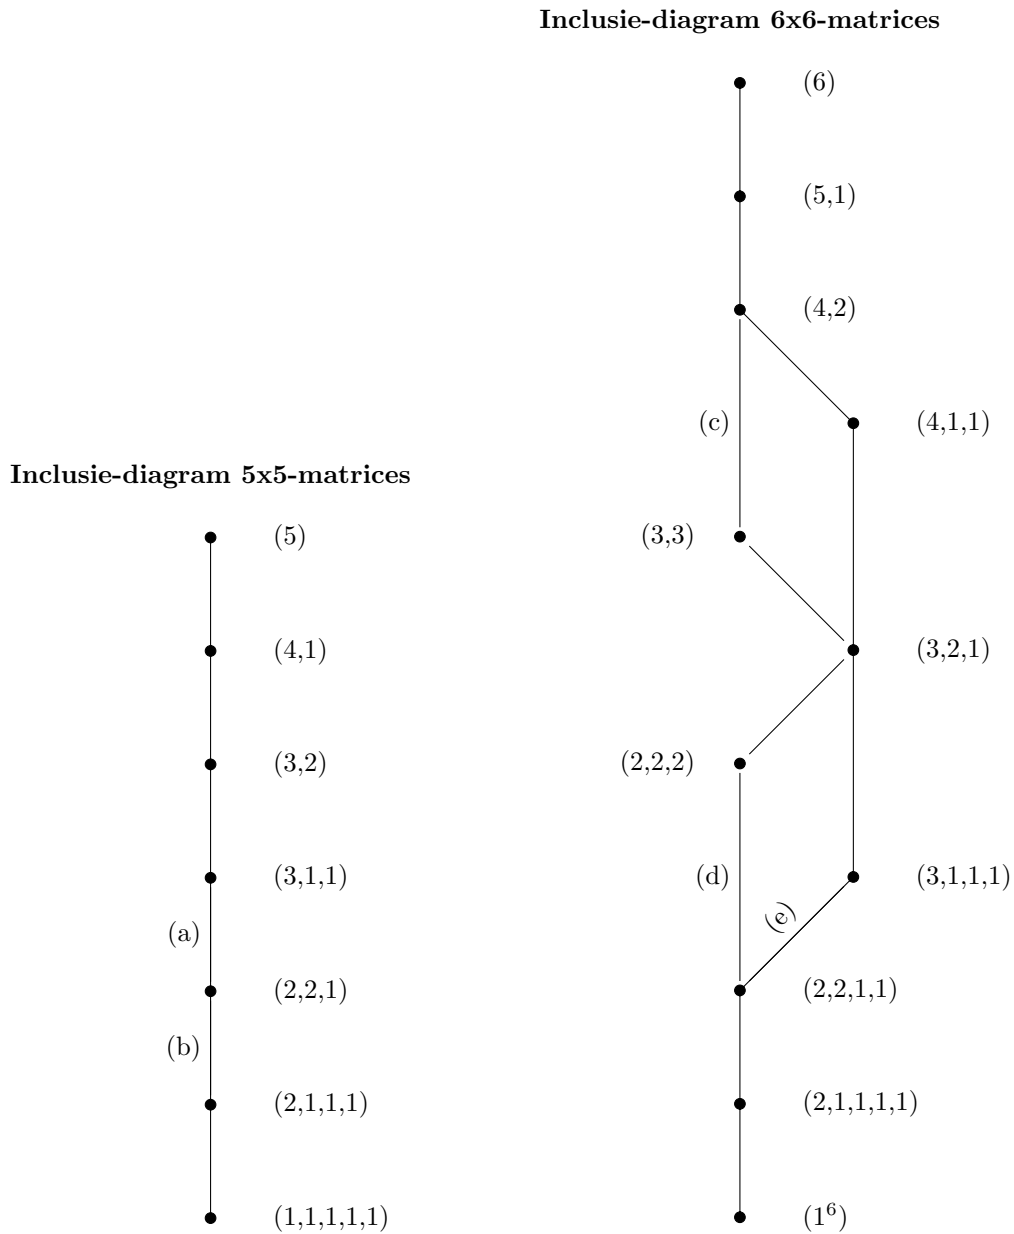 Inclusie-diagram 6x6-matrices
(6)
(5,1)
(4,2)
(c)
(4,1,1)
(3,3)
(3,2,1)
(2,2,2)
(d)
(3,1,1,1)
(e)
(2,2,1,1)
(2,1,1,1,1)
(1⁶)
Inclusie-diagram 5x5-matrices
(5)
(4,1)
(3,2)
(3,1,1)
(a)
(2,2,1)
(b)
(2,1,1,1)
(1,1,1,1,1)